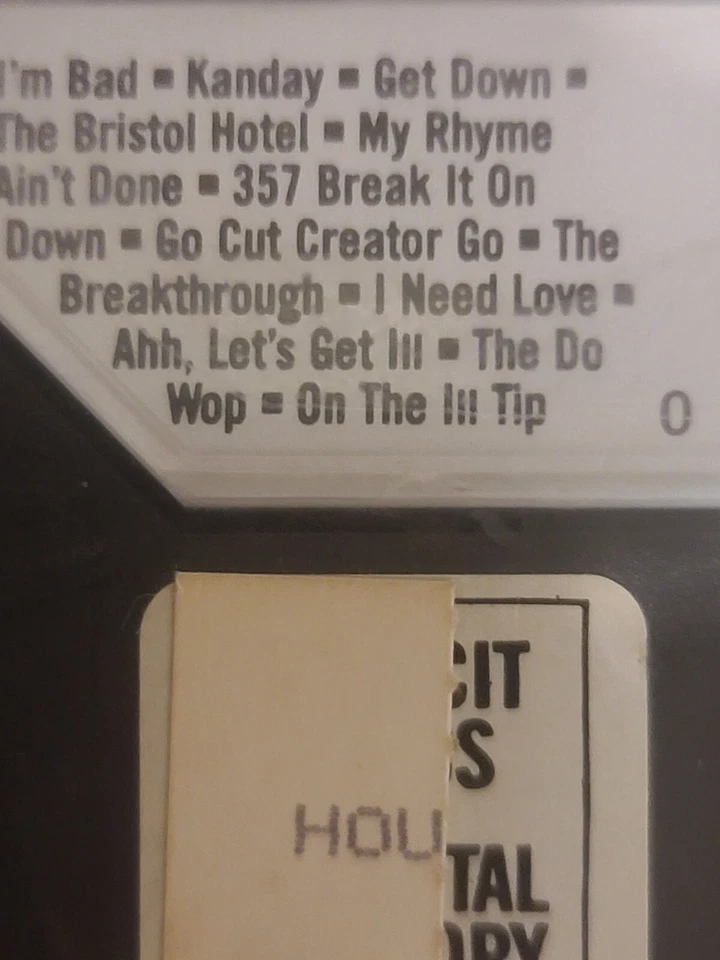 I'm Bad ▪ Kanday ▪ Get Down ▪
The Bristol Hotel ▪ My Rhyme
Ain't Done ▪ 357 Break It On
Down ▪ Go Cut Creator Go ▪ The
Breakthrough ▪ I Need Love ▪
Ahh, Let's Get Ill ▪ The Do
Wop ▪ On The Ill Tip
0
CIT
S
HOU
TAL